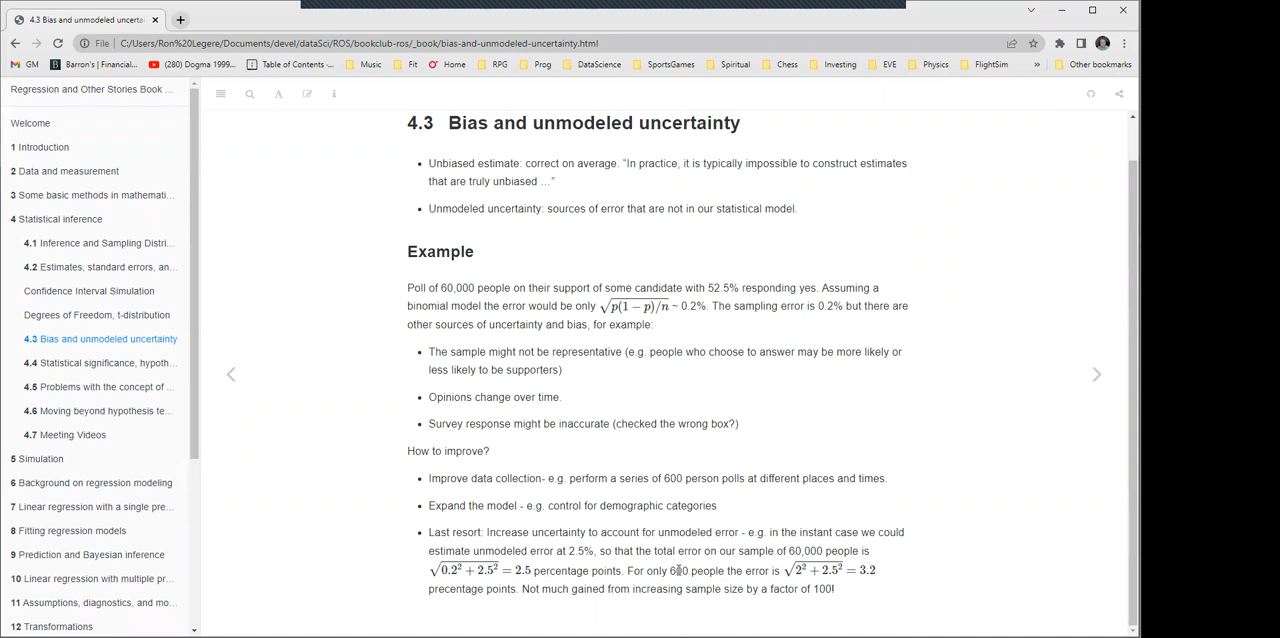 4.3 Bias and unmodeled uncertai
File C:/Users/Ron%20Legere/Documents/devel/dataSci/ROS/bookclub-ros/_book/bias-and-unmodeled-uncertainty.html
GM Barron's | Financial... (280) Dogma 1999... Table of Contents -... Music Fit Home RPG Prog DataScience SportsGames Spiritual Chess Investing EVE Physics FlightSim » Other bookmarks
Regression and Other Stories Book ...
Welcome
1 Introduction
2 Data and measurement
3 Some basic methods in mathemati...
4 Statistical inference
4.1 Inference and Sampling Distri...
4.2 Estimates, standard errors, an...
Confidence Interval Simulation
Degrees of Freedom, t-distribution
4.3 Bias and unmodeled uncertainty
4.4 Statistical significance, hypoth...
4.5 Problems with the concept of ...
4.6 Moving beyond hypothesis te...
4.7 Meeting Videos
5 Simulation
6 Background on regression modeling
7 Linear regression with a single pre...
8 Fitting regression models
9 Prediction and Bayesian inference
10 Linear regression with multiple pr...
11 Assumptions, diagnostics, and mo...
12 Transformations
4.3 Bias and unmodeled uncertainty
• Unbiased estimate: correct on average. “In practice, it is typically impossible to construct estimates
that are truly unbiased …”
• Unmodeled uncertainty: sources of error that are not in our statistical model.
Example
Poll of 60,000 people on their support of some candidate with 52.5% responding yes. Assuming a
binomial model the error would be only √p(1 − p)/n ~ 0.2%. The sampling error is 0.2% but there are
other sources of uncertainty and bias, for example:
• The sample might not be representative (e.g. people who choose to answer may be more likely or
less likely to be supporters)
• Opinions change over time.
• Survey response might be inaccurate (checked the wrong box?)
How to improve?
• Improve data collection- e.g. perform a series of 600 person polls at different places and times.
• Expand the model - e.g. control for demographic categories
• Last resort: Increase uncertainty to account for unmodeled error - e.g. in the instant case we could
estimate unmodeled error at 2.5%, so that the total error on our sample of 60,000 people is
√0.2² + 2.5² = 2.5 percentage points. For only 600 people the error is √2² + 2.5² = 3.2
precentage points. Not much gained from increasing sample size by a factor of 100!